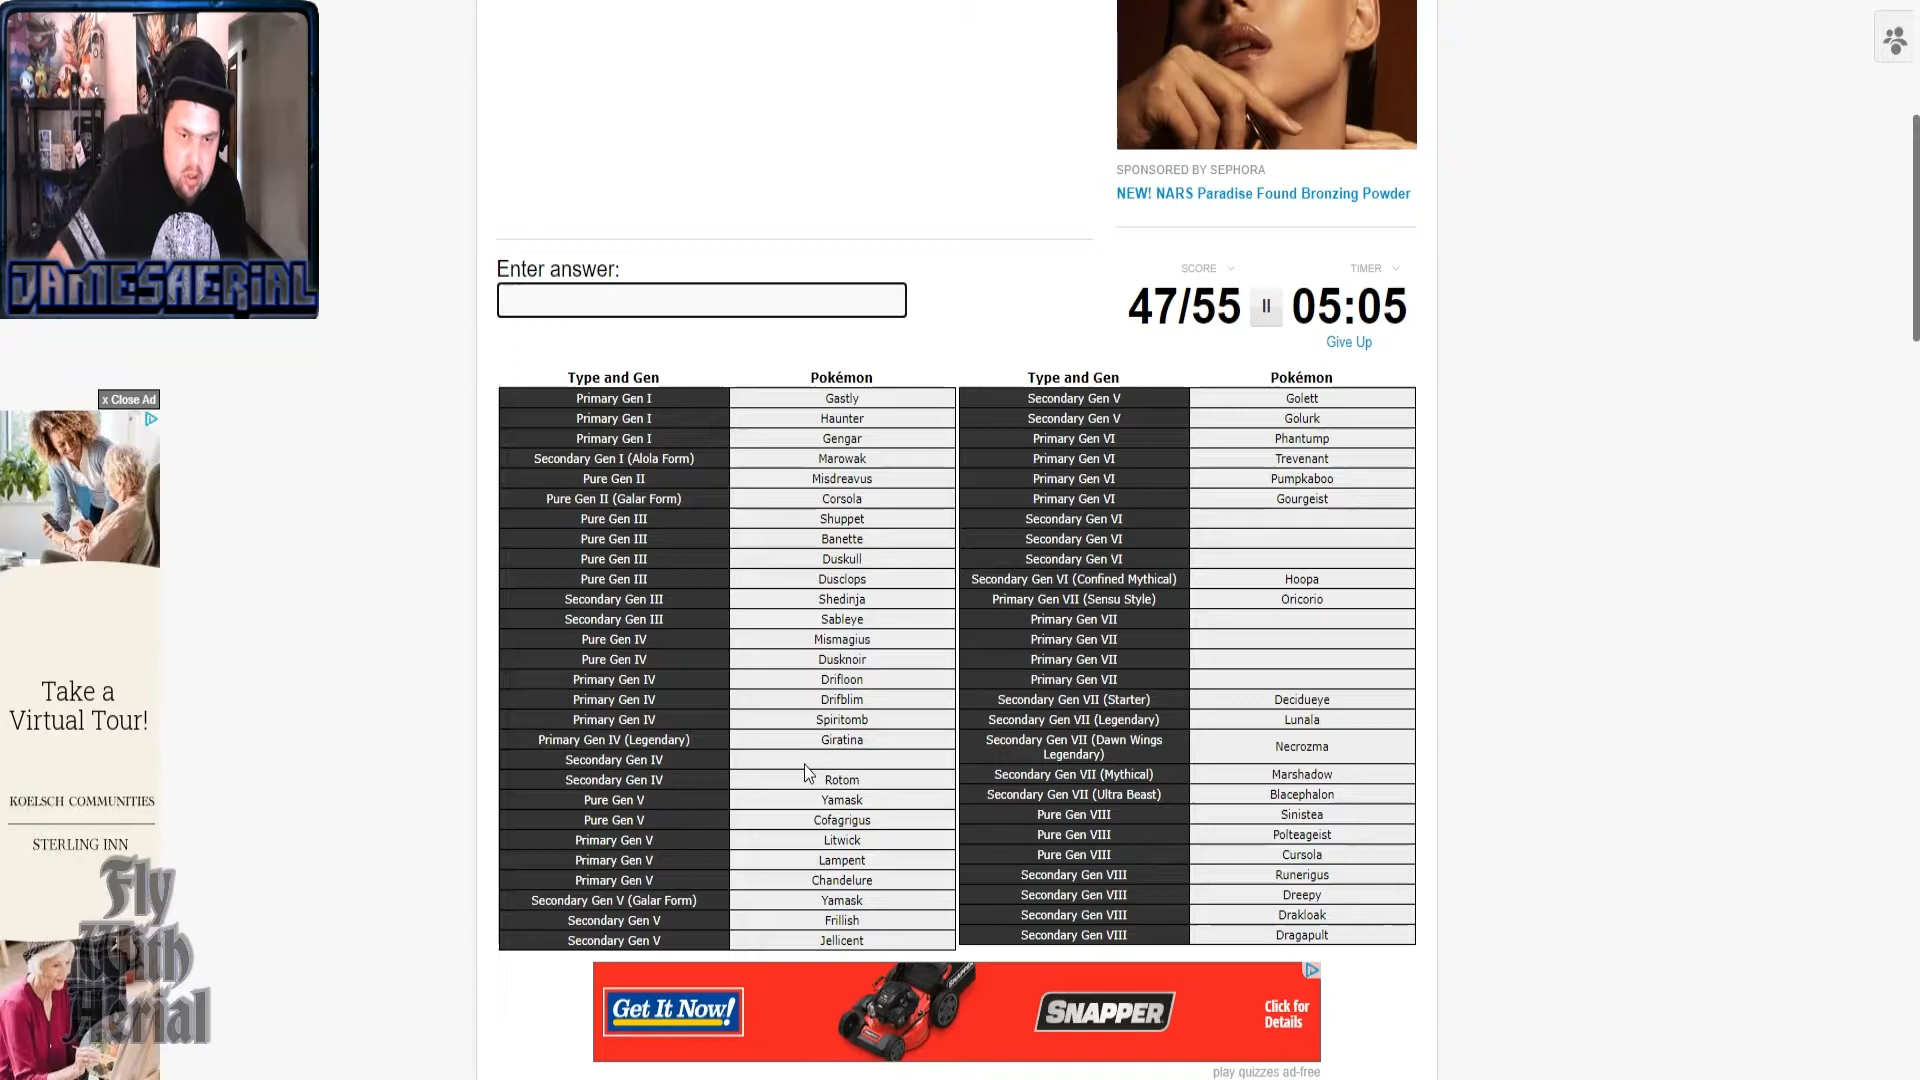 JAMESAERIAL
SPONSORED BY SEPHORA
NEW! NARS Paradise Found Bronzing Powder
Enter answer:
SCORE
TIMER
47/55
05:05
Give Up
x Close Ad
Type and Gen Pokémon
Primary Gen I Gastly
Primary Gen I Haunter
Primary Gen I Gengar
Secondary Gen I (Alola Form) Marowak
Pure Gen II Misdreavus
Pure Gen II (Galar Form) Corsola
Pure Gen III Shuppet
Pure Gen III Banette
Pure Gen III Duskull
Pure Gen III Dusclops
Secondary Gen III Shedinja
Secondary Gen III Sableye
Pure Gen IV Mismagius
Pure Gen IV Dusknoir
Primary Gen IV Drifloon
Primary Gen IV Drifblim
Primary Gen IV Spiritomb
Primary Gen IV (Legendary) Giratina
Secondary Gen IV
Secondary Gen IV Rotom
Pure Gen V Yamask
Pure Gen V Cofagrigus
Primary Gen V Litwick
Primary Gen V Lampent
Primary Gen V Chandelure
Secondary Gen V (Galar Form) Yamask
Secondary Gen V Frillish
Secondary Gen V Jellicent
Type and Gen Pokémon
Secondary Gen V Golett
Secondary Gen V Golurk
Primary Gen VI Phantump
Primary Gen VI Trevenant
Primary Gen VI Pumpkaboo
Primary Gen VI Gourgeist
Secondary Gen VI
Secondary Gen VI
Secondary Gen VI
Secondary Gen VI (Confined Mythical) Hoopa
Primary Gen VII (Sensu Style) Oricorio
Primary Gen VII
Primary Gen VII
Primary Gen VII
Primary Gen VII
Secondary Gen VII (Starter) Decidueye
Secondary Gen VII (Legendary) Lunala
Secondary Gen VII (Dawn Wings
Legendary) Necrozma
Secondary Gen VII (Mythical) Marshadow
Secondary Gen VII (Ultra Beast) Blacephalon
Pure Gen VIII Sinistea
Pure Gen VIII Polteageist
Pure Gen VIII Cursola
Secondary Gen VIII Runerigus
Secondary Gen VIII Dreepy
Secondary Gen VIII Drakloak
Secondary Gen VIII Dragapult
Take a
Virtual Tour!
KOELSCH COMMUNITIES
STERLING INN
Fly
With
Aerial
Get It Now!
SNAPPER
Click for
Details
play quizzes ad-free